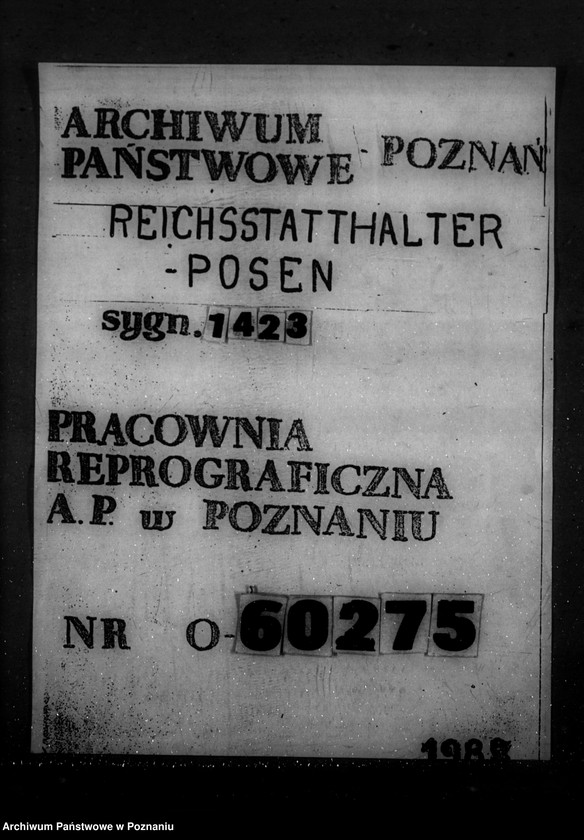 ARCHIWUM
PAŃSTWOWE - POZNAŃ
REICHSSTATTHALTER
-POSEN
sygn. 1423
PRACOWNIA
REPROGRAFICZNA
A.P. w POZNANIU
NR O-60275
Archiwum Państwowe w Poznaniu